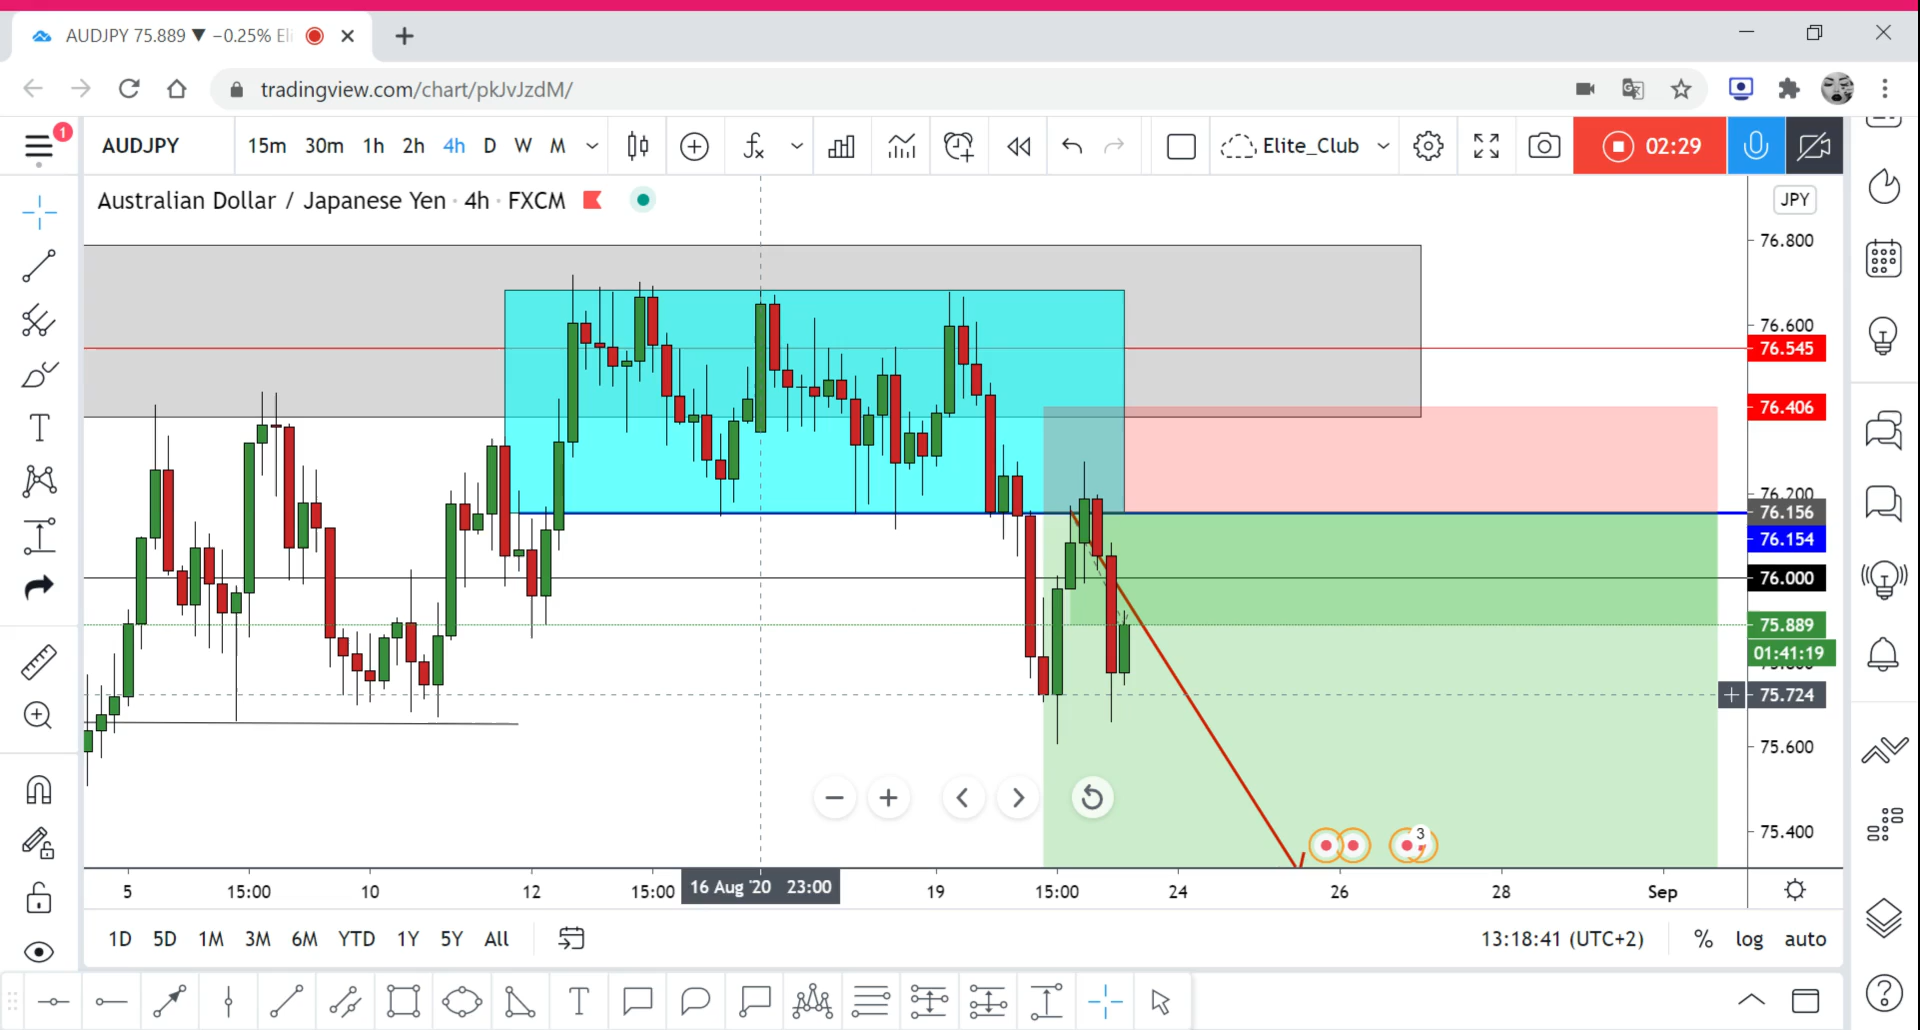 AUDJPY 75.889 ▼ −0.25%
tradingview.com/chart/pkJvJzdM/
1
AUDJPY 15m 30m 1h 2h 4h D W M Elite_Club 02:29
Australian Dollar / Japanese Yen · 4h · FXCM
JPY
76.800
76.600
76.545
76.406
76.200
76.156
76.154
76.000
75.889
01:41:19
75.724
75.600
75.400
3
5 15:00 10 12 15:00 16 Aug '20 23:00 19 15:00 24 26 28 Sep
1D 5D 1M 3M 6M YTD 1Y 5Y All 13:18:41 (UTC+2) % log auto